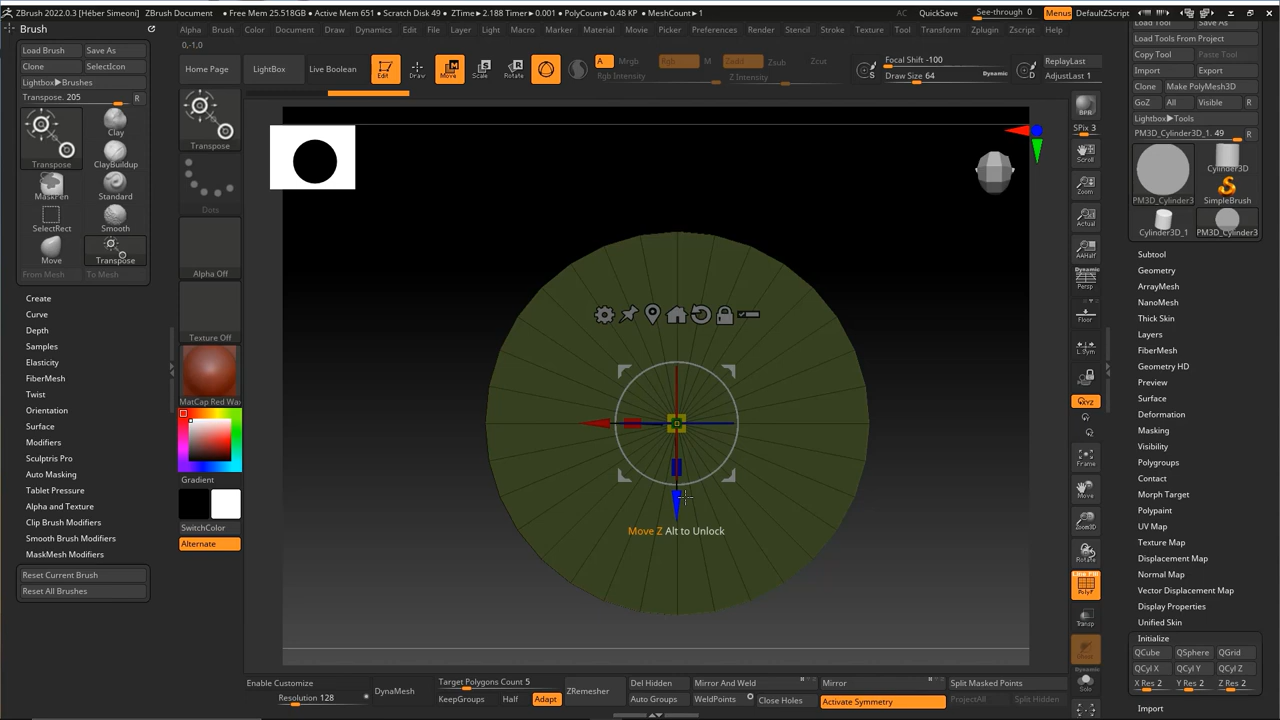 ZBrush 2022.0.3 [Héber Simeoni]   ZBrush Document   • Free Mem 25.518GB • Active Mem 651 • Scratch Disk 49 • ZTime▸2.188 Timer▸0.001 • PolyCount▸0.48 KP • MeshCount▸1
AC QuickSave See-through 0 Menus DefaultZScript
Brush
Alpha Brush Color Document Draw Dynamics Edit File Layer Light Macro Marker Material Movie Picker Preferences Render Stencil Stroke Texture Tool Transform Zplugin Zscript Help
0,-1,0
Load Brush Save As
Clone SelectIcon
Lightbox▸Brushes
Transpose. 205 R
Transpose
Clay
ClayBuildup
MaskPen
Standard
SelectRect
Smooth
Move
Transpose
From Mesh To Mesh
Create
Curve
Depth
Samples
Elasticity
FiberMesh
Twist
Orientation
Surface
Modifiers
Sculptris Pro
Auto Masking
Tablet Pressure
Alpha and Texture
Clip Brush Modifiers
Smooth Brush Modifiers
MaskMesh Modifiers
Reset Current Brush
Reset All Brushes
Home Page LightBox Live Boolean
Edit Draw Move Scale Rotate
A Mrgb Rgb M Zadd Zsub Zcut
Rgb Intensity Z Intensity
S
Focal Shift -100
Draw Size 64 Dynamic
D
ReplayLast
AdjustLast 1
Transpose
Dots
Alpha Off
Texture Off
MatCap Red Wax
Gradient
SwitchColor
Alternate
Move Z Alt to Unlock
BPR
SPix 3
Scroll
Zoom
Actual
AAHalf
Dynamic
Persp
Floor
L.Sym
XYZ
Frame
Move
Zoom3D
Rotate
Line Fill
PolyF
Transp
Dynamic
Solo
Load Tool Save As
Load Tools From Project
Copy Tool Paste Tool
Import Export
Clone Make PolyMesh3D
GoZ All Visible R
Lightbox▸Tools
PM3D_Cylinder3D_1. 49 R
PM3D_Cylinder3
Cylinder3D
SimpleBrush
Cylinder3D_1 PM3D_Cylinder3
Subtool
Geometry
ArrayMesh
NanoMesh
Thick Skin
Layers
FiberMesh
Geometry HD
Preview
Surface
Deformation
Masking
Visibility
Polygroups
Contact
Morph Target
Polypaint
UV Map
Texture Map
Displacement Map
Normal Map
Vector Displacement Map
Display Properties
Unified Skin
Initialize
QCube QSphere QGrid
QCyl X QCyl Y QCyl Z
X Res 2 Y Res 2 Z Res 2
Import
Enable Customize
Resolution 128
DynaMesh
Target Polygons Count 5
KeepGroups Half Adapt
ZRemesher
Del Hidden
Auto Groups
Mirror And Weld
WeldPoints
Close Holes
Mirror
Activate Symmetry
Split Masked Points
ProjectAll Split Hidden